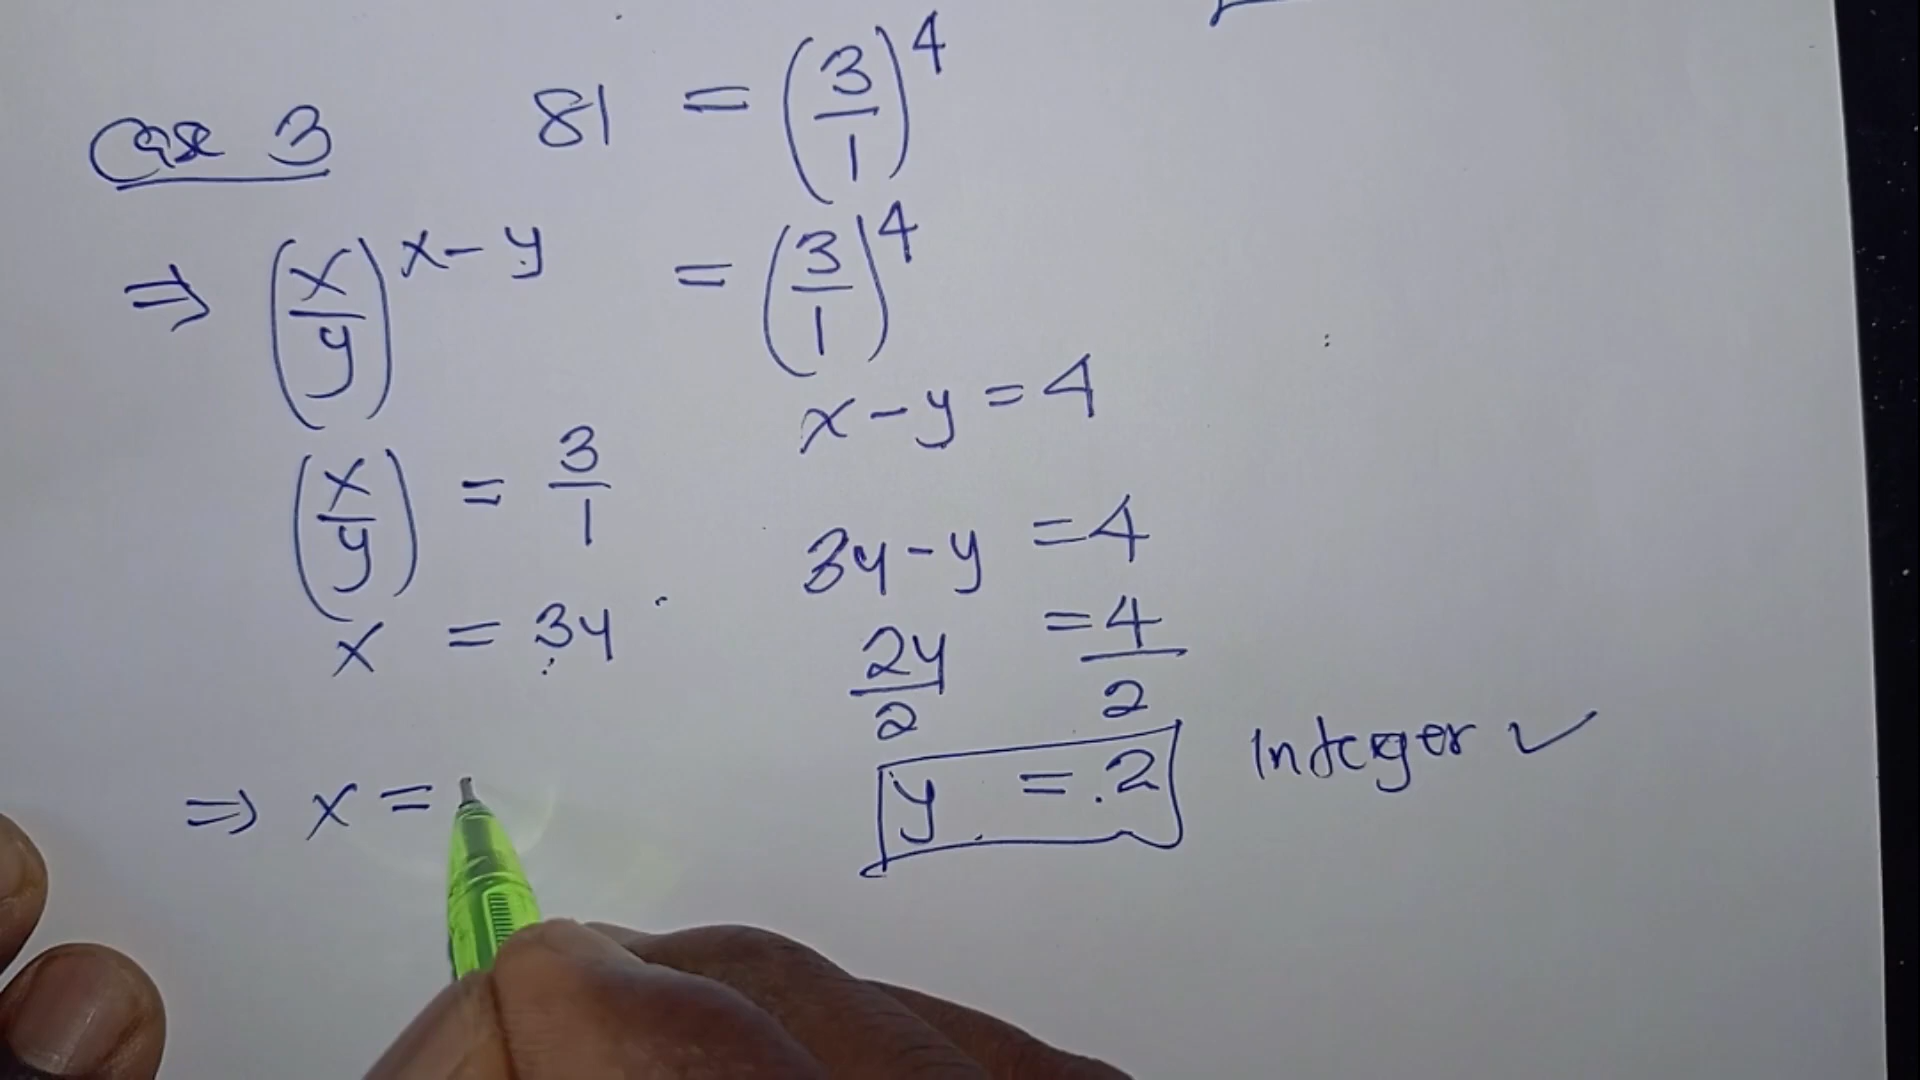 Case 3 81 = (3/1)^4
⇒ (x/y)^x-y = (3/1)^4
x - y = 4
(x/y) = 3/1
3y - y = 4
x = 3y
2y/2 = 4/2
y = 2 Integer ✓
⇒ x =